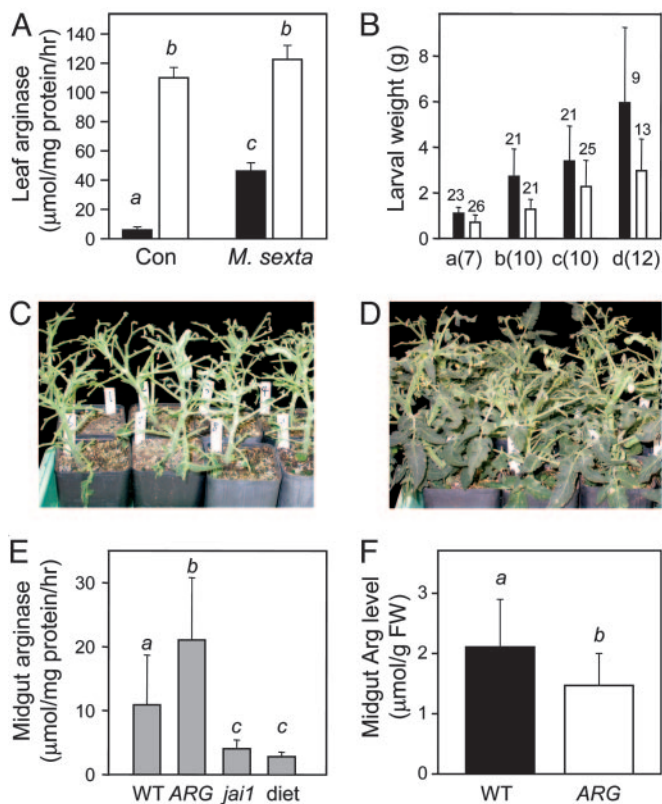 A
Leaf arginase
(μmol/mg protein/hr)
140
120
100
80
60
40
20
0
a
b
c
b
Con
M. sexta
B
Larval weight (g)
8
6
4
2
0
23
26
21
21
21
25
9
13
a(7)
b(10)
c(10)
d(12)
C
D
E
Midgut arginase
(μmol/mg protein/hr)
30
20
10
0
a
b
c
c
WT
ARG
jai1
diet
F
Midgut Arg level
(μmol/g FW)
3
2
1
0
a
b
WT
ARG